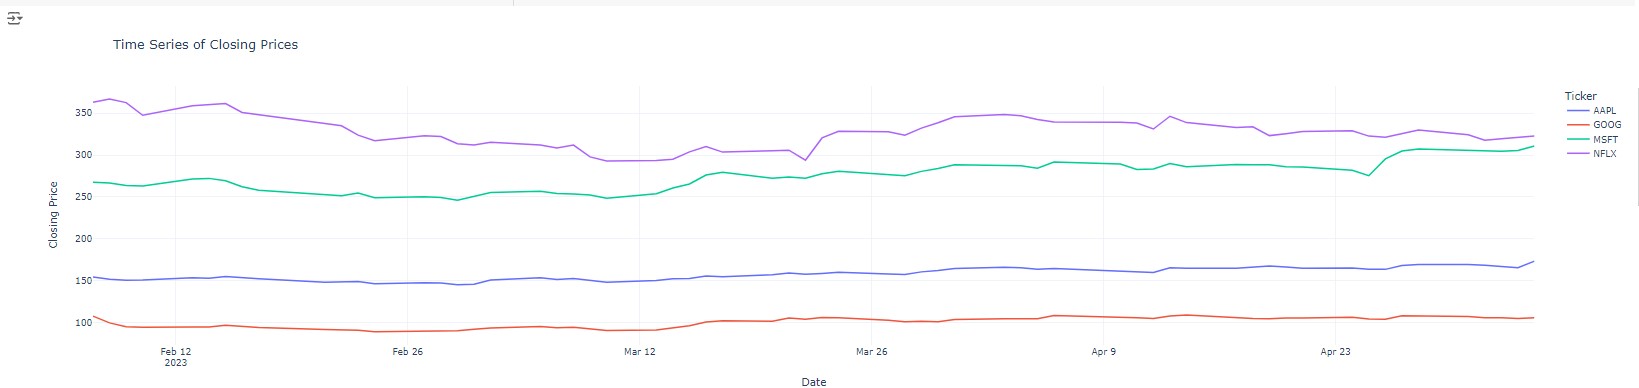 Time Series of Closing Prices
Ticker
AAPL
GOOG
MSFT
NFLX
Closing Price
350
300
250
200
150
100
Feb 12
2023
Feb 26
Mar 12
Mar 26
Apr 9
Apr 23
Date